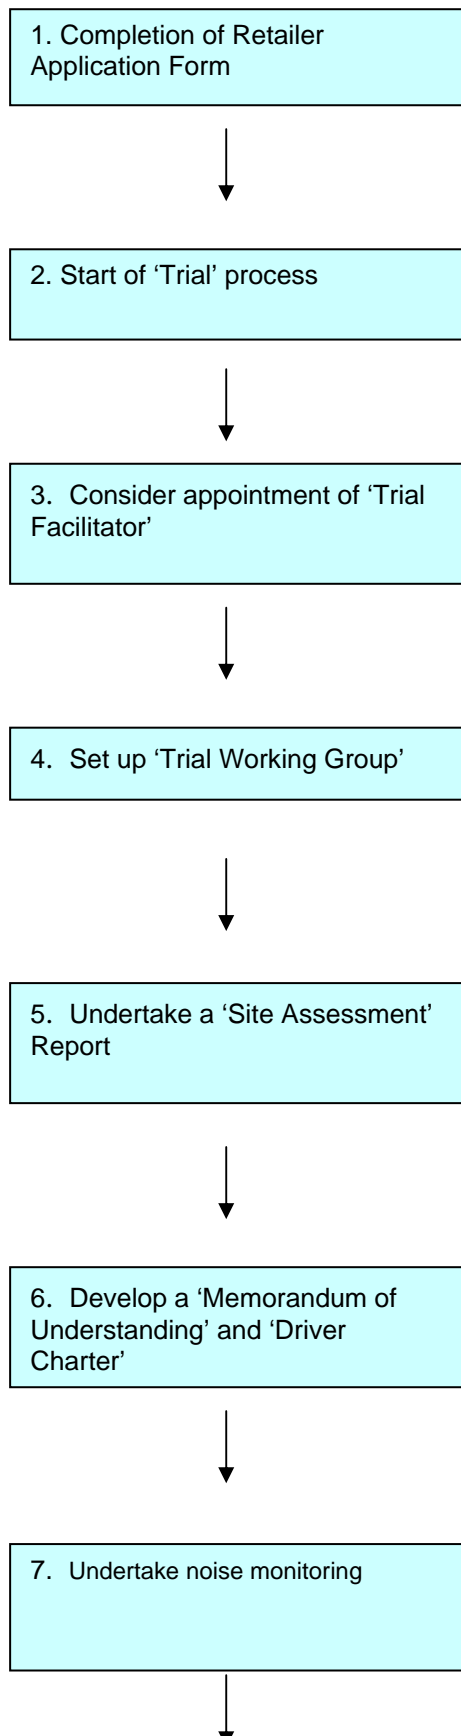 1. Completion of Retailer
Application Form
2. Start of ‘Trial’ process
3. Consider appointment of ‘Trial
Facilitator’
4. Set up ‘Trial Working Group’
5. Undertake a ‘Site Assessment’
Report
6. Develop a ‘Memorandum of
Understanding’ and ‘Driver
Charter’
7. Undertake noise monitoring